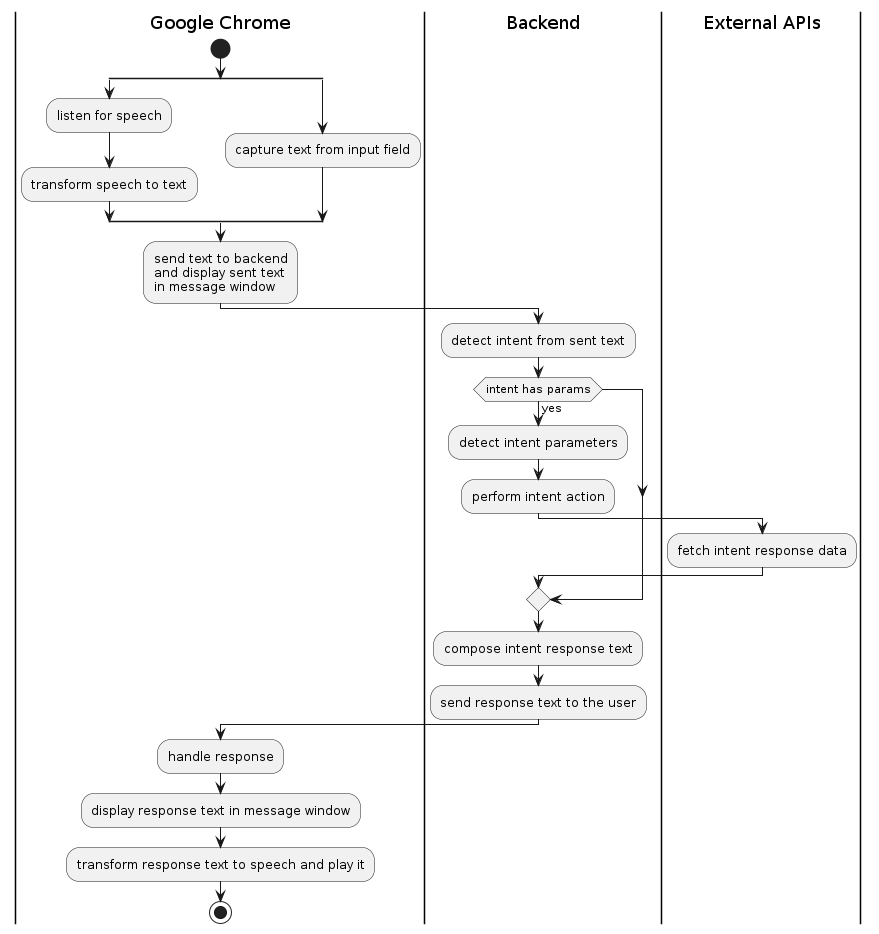 Google Chrome
Backend
External APIs
listen for speech
capture text from input field
transform speech to text
send text to backend
and display sent text
in message window
detect intent from sent text
intent has params
yes
detect intent parameters
perform intent action
fetch intent response data
compose intent response text
send response text to the user
handle response
display response text in message window
transform response text to speech and play it